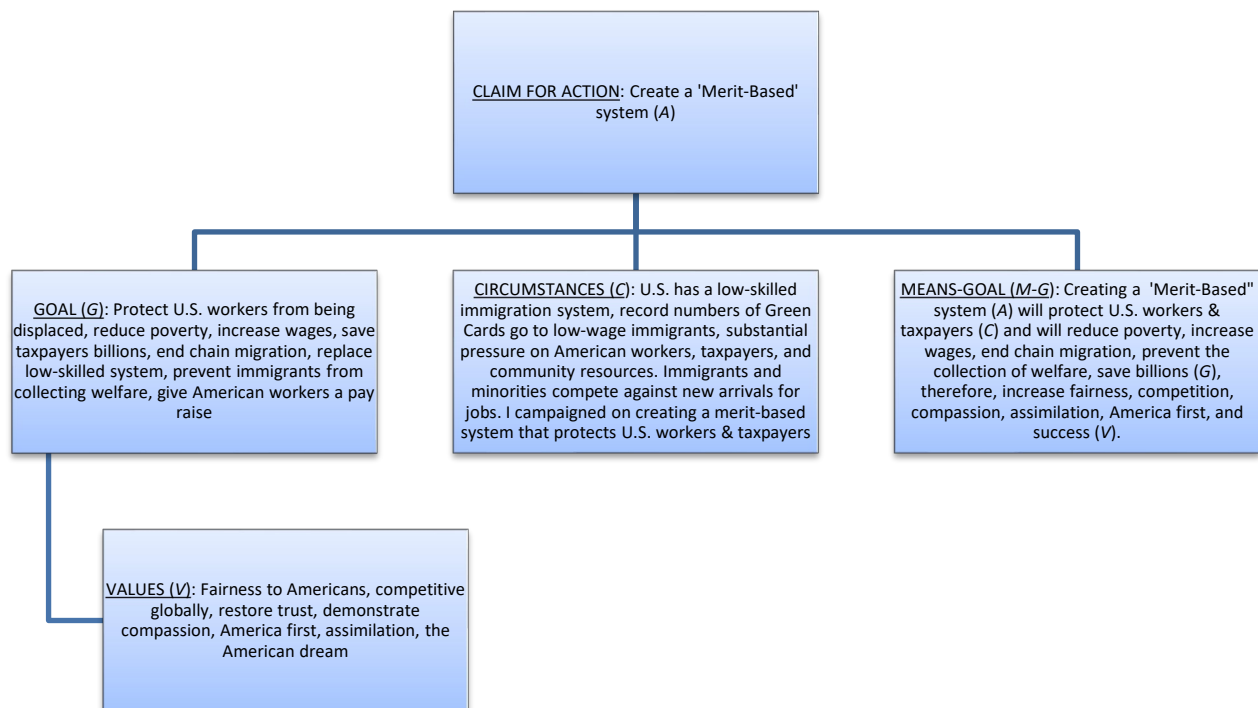 CLAIM FOR ACTION: Create a 'Merit-Based'
system (A)
GOAL (G): Protect U.S. workers from being
displaced, reduce poverty, increase wages, save
taxpayers billions, end chain migration, replace
low-skilled system, prevent immigrants from
collecting welfare, give American workers a pay
raise
CIRCUMSTANCES (C): U.S. has a low-skilled
immigration system, record numbers of Green
Cards go to low-wage immigrants, substantial
pressure on American workers, taxpayers, and
community resources. Immigrants and
minorities compete against new arrivals for
jobs. I campaigned on creating a merit-based
system that protects U.S. workers & taxpayers
MEANS-GOAL (M-G): Creating a 'Merit-Based"
system (A) will protect U.S. workers &
taxpayers (C) and will reduce poverty, increase
wages, end chain migration, prevent the
collection of welfare, save billions (G),
therefore, increase fairness, competition,
compassion, assimilation, America first, and
success (V).
VALUES (V): Fairness to Americans, competitive
globally, restore trust, demonstrate
compassion, America first, assimilation, the
American dream